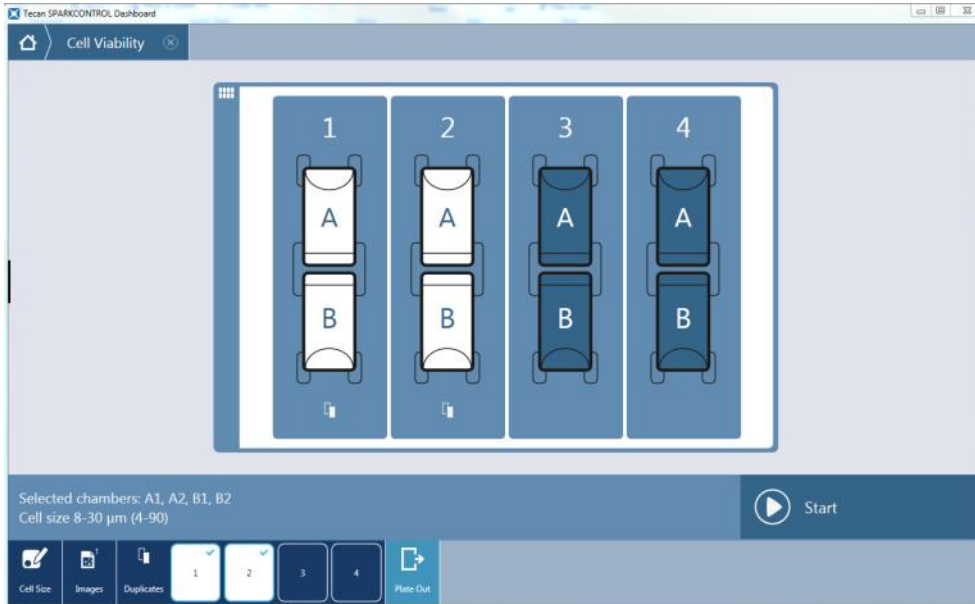 Tecan SPARKCONTROL Dashboard
Cell Viability
1 2 3 4
A A A A
B B B B
Selected chambers: A1, A2, B1, B2
Cell size 8-30 µm (4-90)
Start
1
1 2 3 4
Cell Size Images Duplicates Plate Out